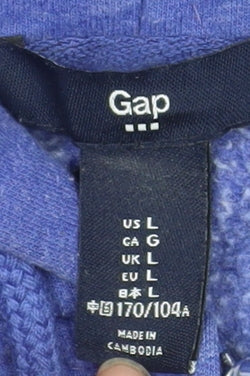 Gap
US L
CA G
UK L
EU L
日本 L
中国 170/104A
MADE IN
CAMBODIA